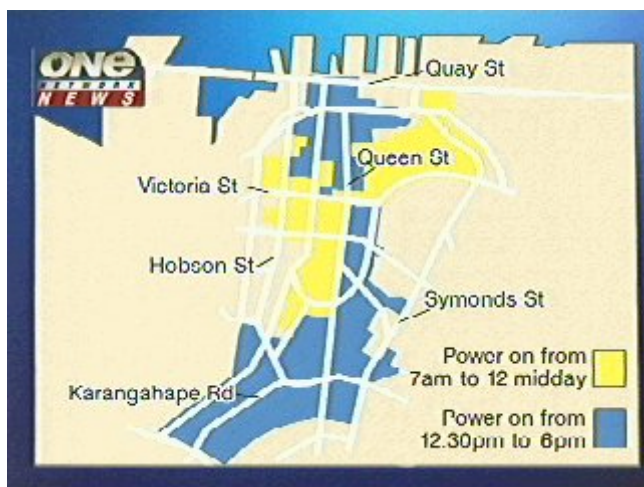 ONE
NETWORK
NEWS
Quay St
Queen St
Victoria St
Hobson St
Symonds St
Power on from
7am to 12 midday
Karangahape Rd
Power on from
12.30pm to 6pm